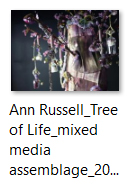 Ann Russell_Tree
of Life_mixed
media
assemblage_20...